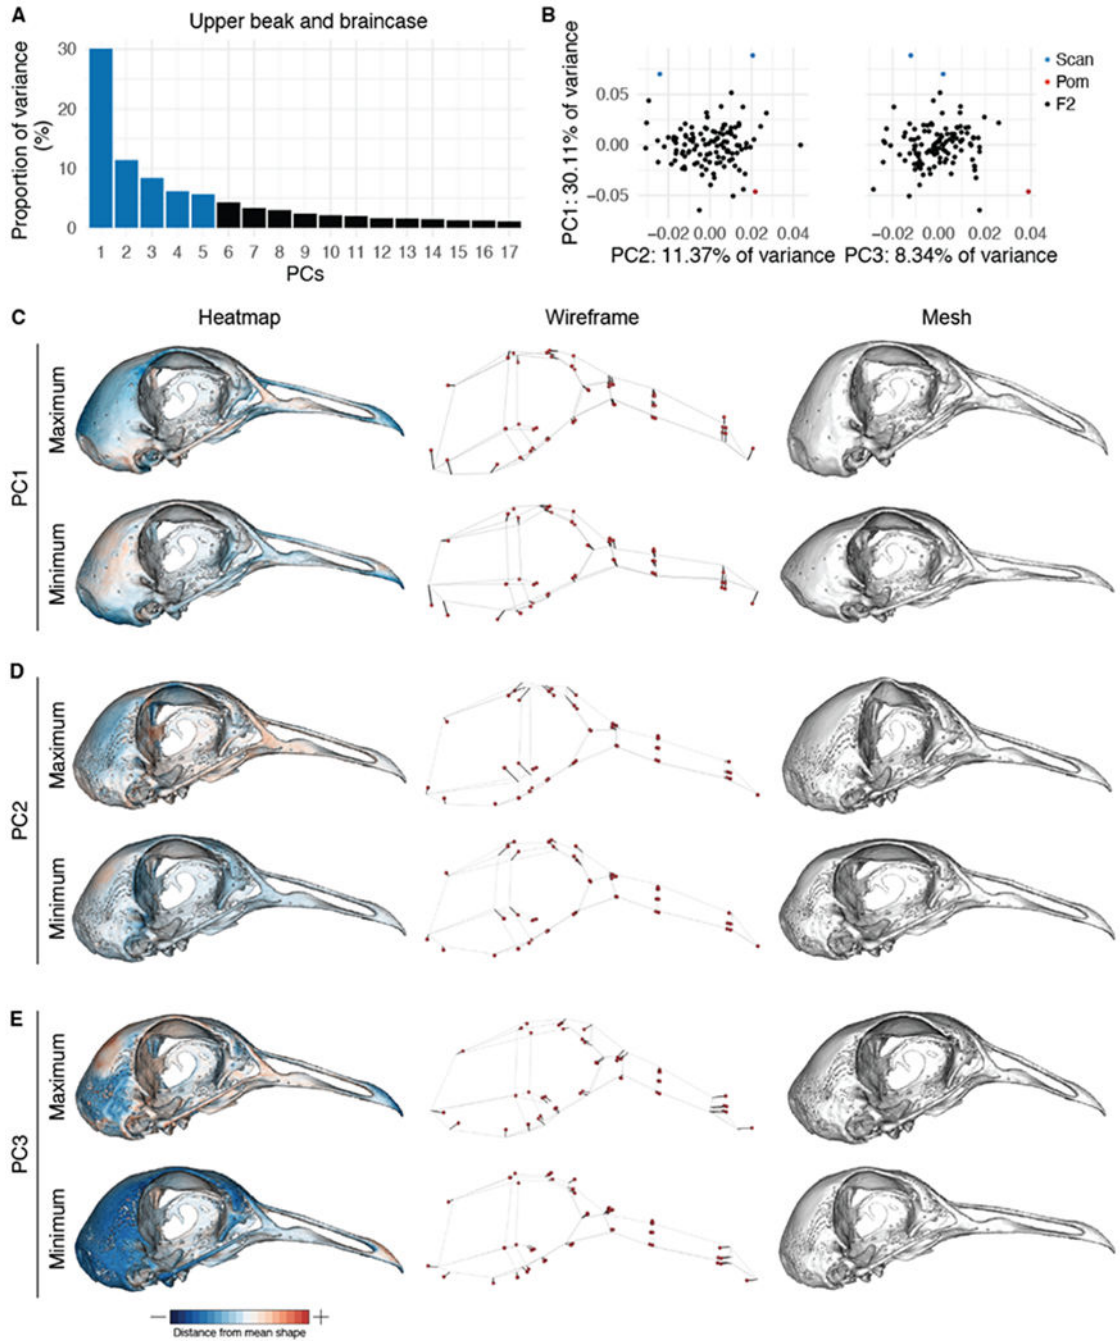 A
Upper beak and braincase
Proportion of variance
(%)
30
20
10
0
1 2 3 4 5 6 7 8 9 10 11 12 13 14 15 16 17
PCs
B
PC1: 30.11% of variance
0.05
0.00
−0.05
−0.02 0.00 0.02 0.04
PC2: 11.37% of variance
−0.02 0.00 0.02 0.04
PC3: 8.34% of variance
Scan
Pom
F2
C
Heatmap
Wireframe
Mesh
PC1
Maximum
Minimum
D
PC2
Maximum
Minimum
E
PC3
Maximum
Minimum
— +
Distance from mean shape